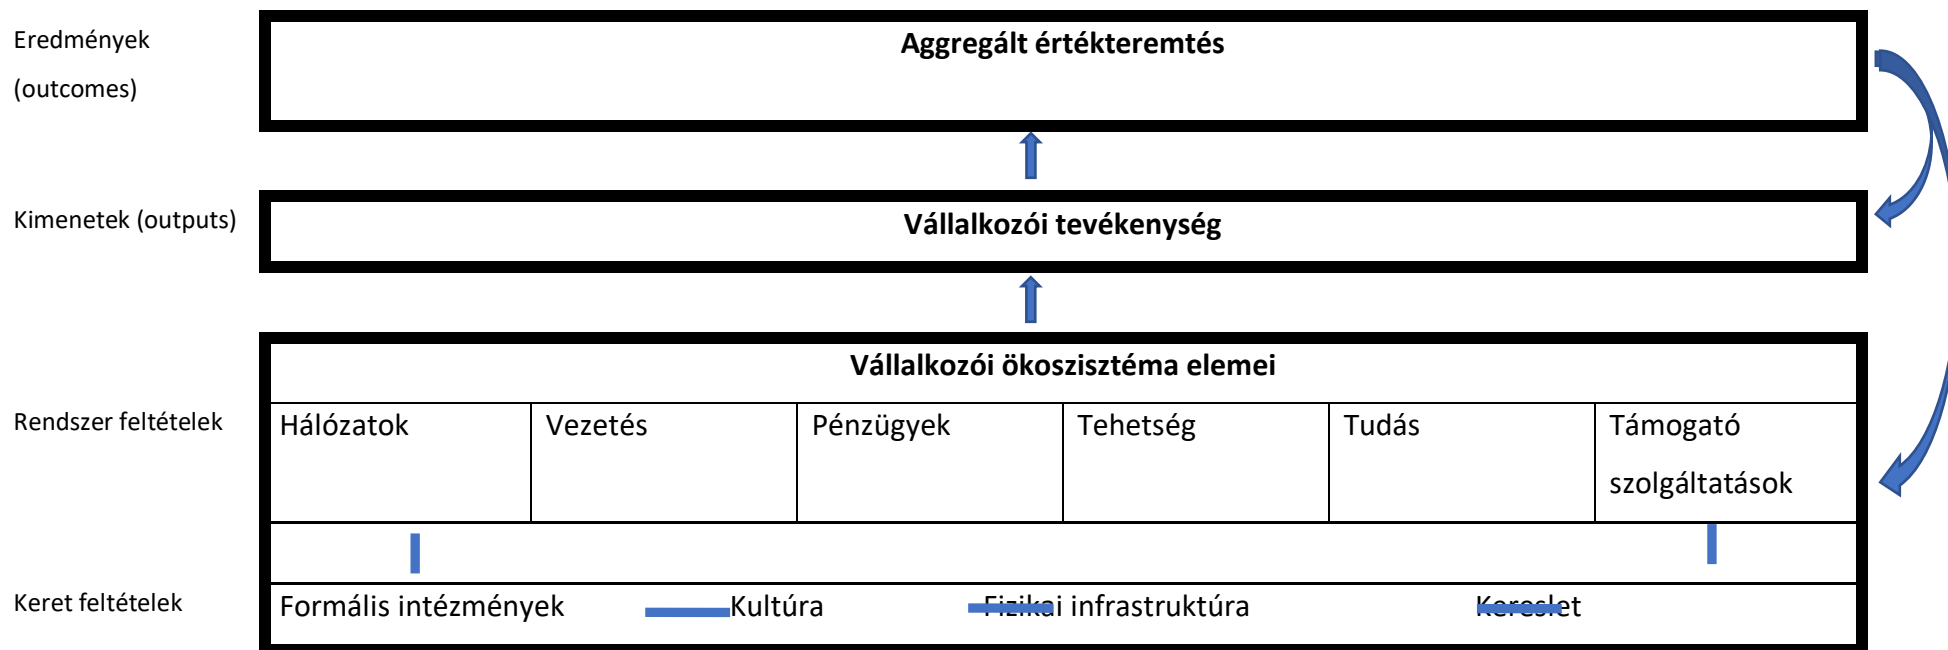 Eredmények
(outcomes)
Aggregált értékteremtés
Kimenetek (outputs)
Vállalkozói tevékenység
Vállalkozói ökoszisztéma elemei
Rendszer feltételek
Hálózatok
Vezetés
Pénzügyek
Tehetség
Tudás
Támogató
szolgáltatások
Keret feltételek
Formális intézmények
Kultúra
Fizikai infrastruktúra
Kereslet